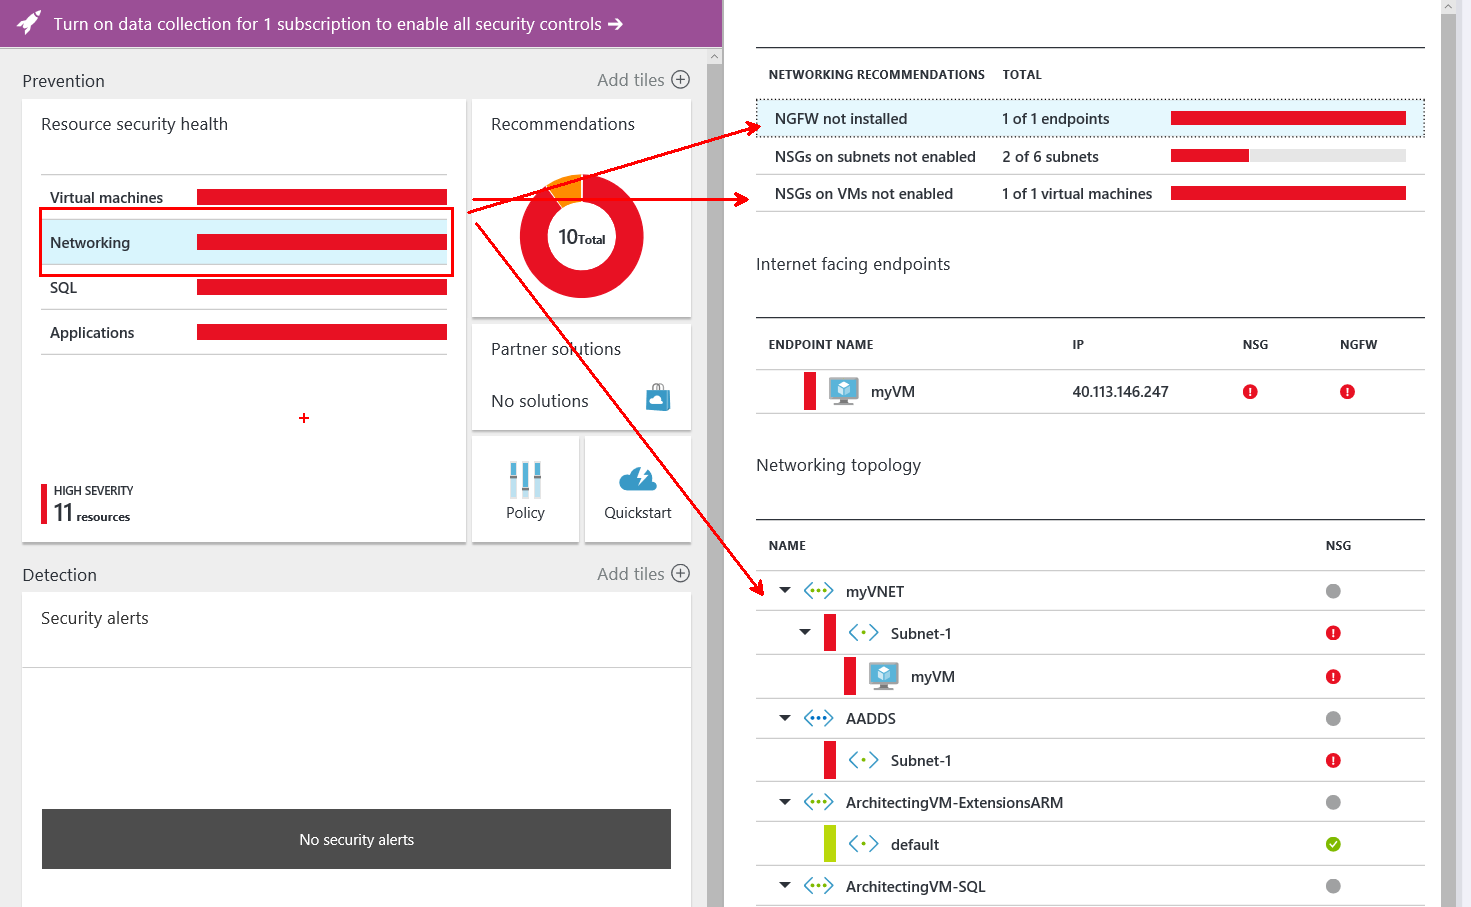 Turn on data collection for 1 subscription to enable all security controls →
Prevention
Add tiles
Resource security health
Virtual machines
Networking
SQL
Applications
HIGH SEVERITY
11 resources
Recommendations
10 Total
Partner solutions
No solutions
Policy
Quickstart
Detection
Add tiles
Security alerts
No security alerts
NETWORKING RECOMMENDATIONS TOTAL
NGFW not installed 1 of 1 endpoints
NSGs on subnets not enabled 2 of 6 subnets
NSGs on VMs not enabled 1 of 1 virtual machines
Internet facing endpoints
ENDPOINT NAME IP NSG NGFW
myVM 40.113.146.247
Networking topology
NAME NSG
myVNET
Subnet-1
myVM
AADDS
Subnet-1
ArchitectingVM-ExtensionsARM
default
ArchitectingVM-SQL